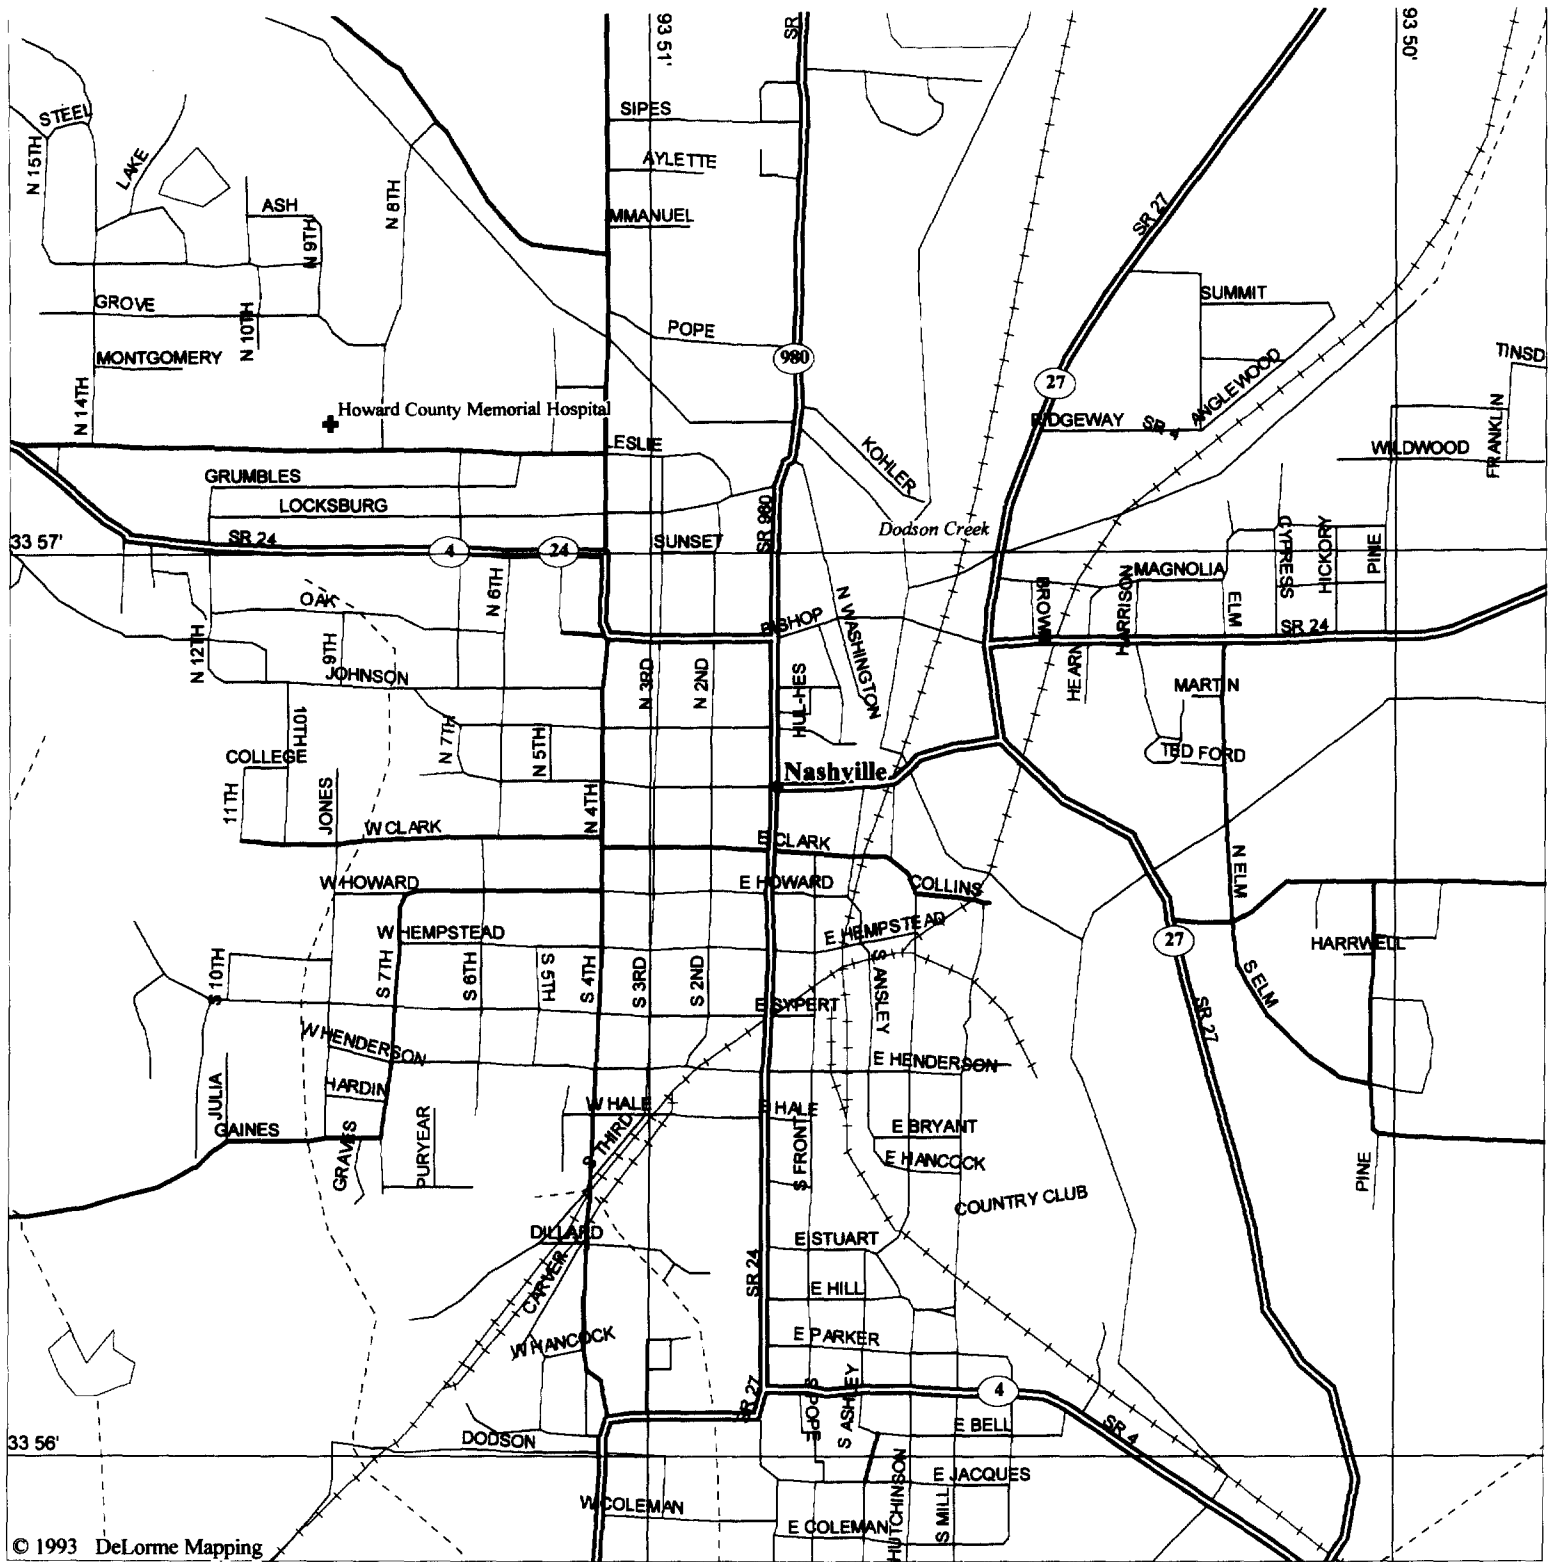 SR
93 51'
93 50'
STEEL
SIPES
N 15TH
LAKE
AYLETTE
ASH
N 8TH
MMANUEL
SR 27
N 9TH
GROVE
SUMMIT
N 10TH
POPE
MONTGOMERY
980
TINSD
27
ANGLEWOOD
N 14TH
Howard County Memorial Hospital
RIDGEWAY
SR 4
FRANKLIN
LESLIE
KOHLER
WILDWOOD
GRUMBLES
LOCKSBURG
SR 980
Dodson Creek
33 57'
SR 24
4
24
SUNSET
CYPRESS
HICKORY
PINE
MAGNOLIA
OAK
N 6TH
N WASHINGTON
BROWN
HARRISON
ELM
BISHOP
SR 24
N 12TH
9TH
JOHNSON
N 3RD
N 2ND
HEARN
MARTIN
HULHES
10TH
N 7TH
N 5TH
COLLEGE
TED FORD
Nashville
11TH
JONES
N 4TH
W CLARK
E CLARK
N ELM
W HOWARD
E HOWARD
COLLINS
W HEMPSTEAD
E HEMPSTEAD
27
HARRWELL
S 10TH
S 7TH
S 6TH
S 5TH
S 4TH
S 3RD
S 2ND
S ANSLEY
S ELM
E SYPERT
SR 27
W HENDERSON
E HENDERSON
HARDIN
JULIA
W HALE
E HALE
GAINES
GRAVES
PURYEAR
S THIRD
S FRONT
E BRYANT
E HANCOCK
PINE
COUNTRY CLUB
DILLARD
E STUART
CARVER
SR 24
E HILL
W HANCOCK
E PARKER
SR 27
S POPE
S ASHLEY
4
SR 4
E BELL
33 56'
DODSON
E JACQUES
W COLEMAN
HUTCHINSON
S MILL
E COLEMAN
© 1993 DeLorme Mapping